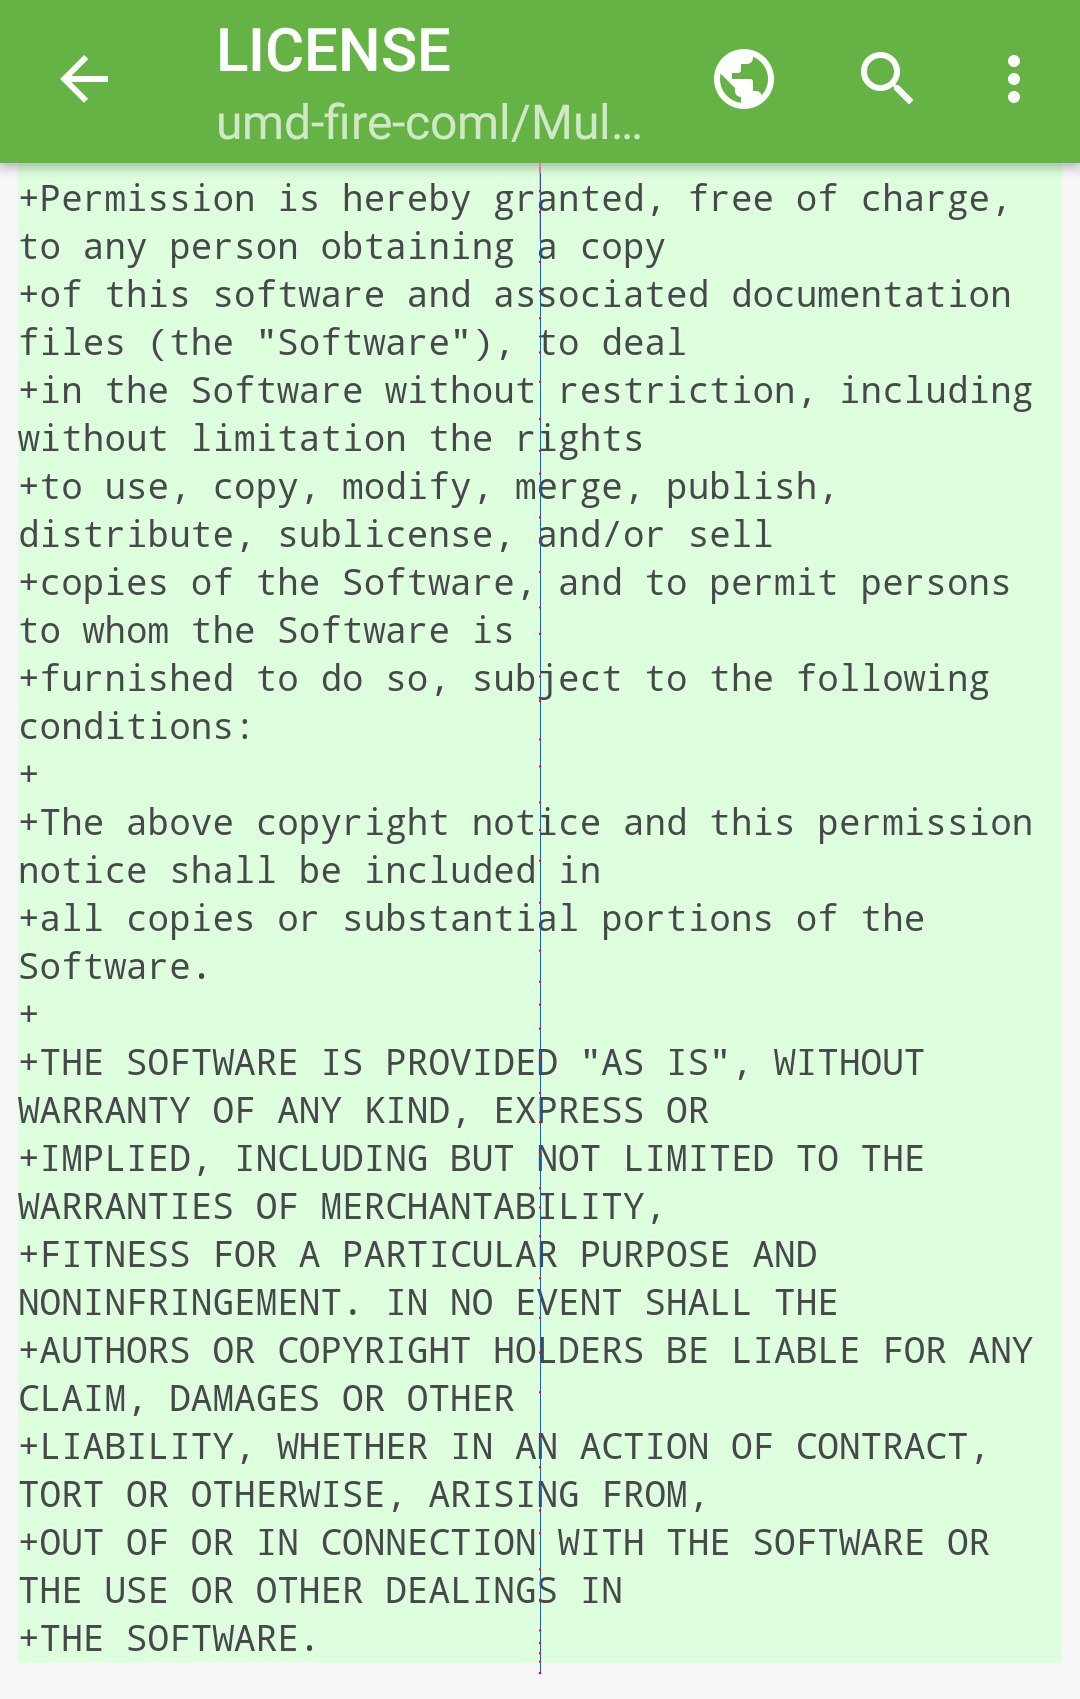 LICENSE
umd-fire-coml/Mul...
+Permission is hereby granted, free of charge,
to any person obtaining a copy
+of this software and associated documentation
files (the "Software"), to deal
+in the Software without restriction, including
without limitation the rights
+to use, copy, modify, merge, publish,
distribute, sublicense, and/or sell
+copies of the Software, and to permit persons
to whom the Software is
+furnished to do so, subject to the following
conditions:
+
+The above copyright notice and this permission
notice shall be included in
+all copies or substantial portions of the
Software.
+
+THE SOFTWARE IS PROVIDED "AS IS", WITHOUT
WARRANTY OF ANY KIND, EXPRESS OR
+IMPLIED, INCLUDING BUT NOT LIMITED TO THE
WARRANTIES OF MERCHANTABILITY,
+FITNESS FOR A PARTICULAR PURPOSE AND
NONINFRINGEMENT. IN NO EVENT SHALL THE
+AUTHORS OR COPYRIGHT HOLDERS BE LIABLE FOR ANY
CLAIM, DAMAGES OR OTHER
+LIABILITY, WHETHER IN AN ACTION OF CONTRACT,
TORT OR OTHERWISE, ARISING FROM,
+OUT OF OR IN CONNECTION WITH THE SOFTWARE OR
THE USE OR OTHER DEALINGS IN
+THE SOFTWARE.